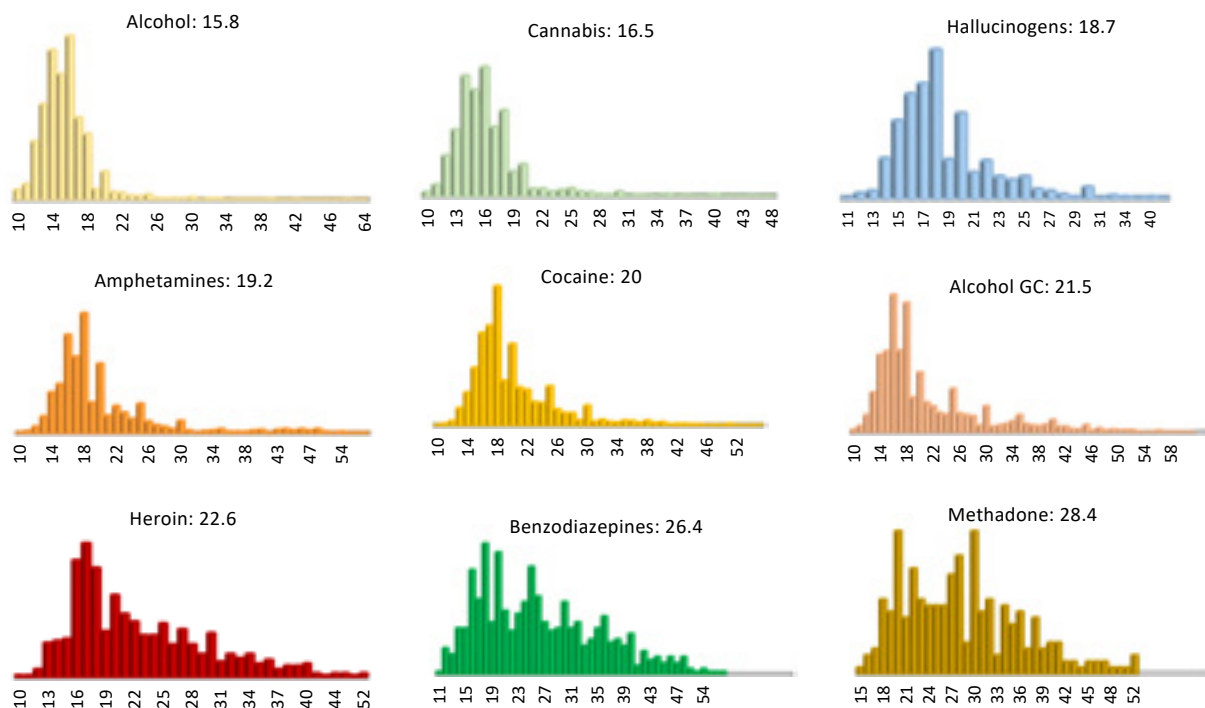 Alcohol: 15.8
10 14 18 22 26 30 34 38 42 46 64
Cannabis: 16.5
10 13 16 19 22 25 28 31 34 37 40 43 48
Hallucinogens: 18.7
11 13 15 17 19 21 23 25 27 29 31 34 40
Amphetamines: 19.2
10 14 18 22 26 30 34 39 43 47 54
Cocaine: 20
10 14 18 22 26 30 34 38 42 46 52
Alcohol GC: 21.5
10 14 18 22 26 30 34 38 42 46 50 54 58
Heroin: 22.6
10 13 16 19 22 25 28 31 34 37 40 44 52
Benzodiazepines: 26.4
11 15 19 23 27 31 35 39 43 47 54
Methadone: 28.4
15 18 21 24 27 30 33 36 39 42 45 48 52